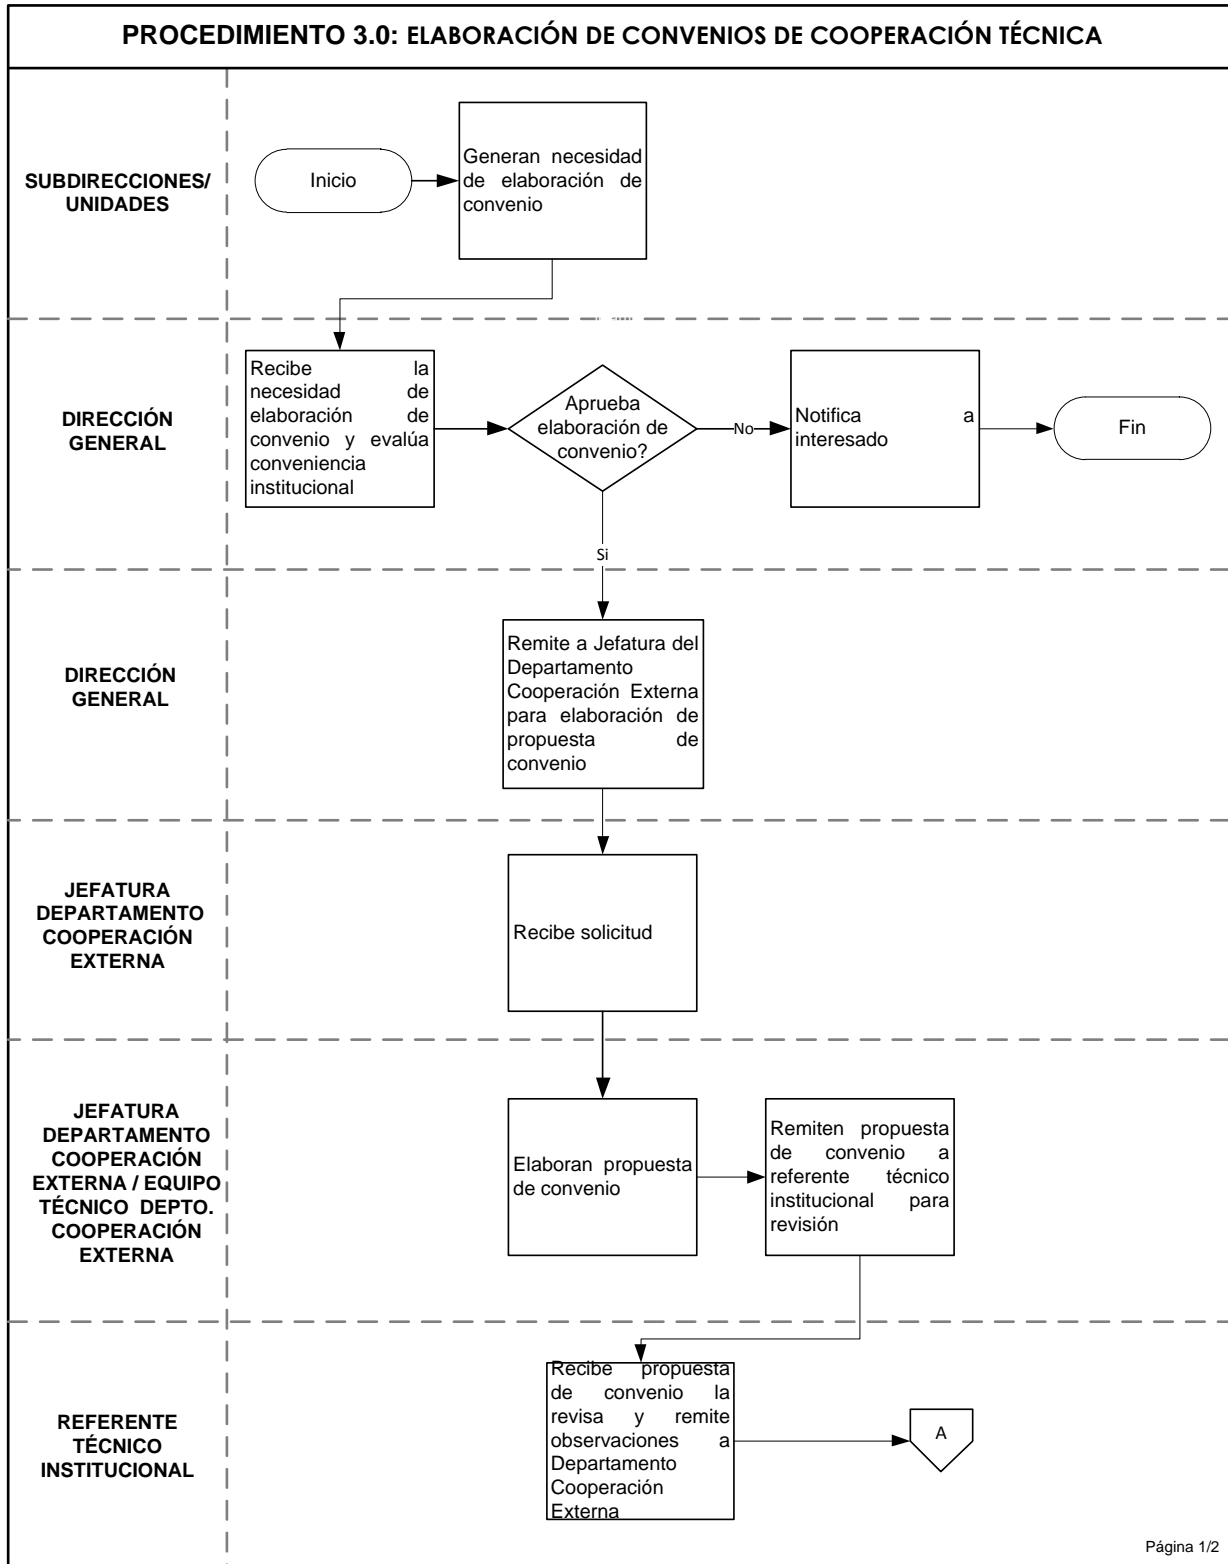 PROCEDIMIENTO 3.0: ELABORACIÓN DE CONVENIOS DE COOPERACIÓN TÉCNICA
SUBDIRECCIONES/
UNIDADES
Inicio
Generan necesidad
de elaboración de
convenio
DIRECCIÓN
GENERAL
Recibe la
necesidad de
elaboración de
convenio y evalúa
conveniencia
institucional
Aprueba
elaboración de
convenio?
No
Notifica a
interesado
Fin
Si
DIRECCIÓN
GENERAL
Remite a Jefatura del
Departamento
Cooperación Externa
para elaboración de
propuesta de
convenio
JEFATURA
DEPARTAMENTO
COOPERACIÓN
EXTERNA
Recibe solicitud
JEFATURA
DEPARTAMENTO
COOPERACIÓN
EXTERNA / EQUIPO
TÉCNICO DEPTO.
COOPERACIÓN
EXTERNA
Elaboran propuesta
de convenio
Remiten propuesta
de convenio a
referente técnico
institucional para
revisión
REFERENTE
TÉCNICO
INSTITUCIONAL
Recibe propuesta
de convenio la
revisa y remite
observaciones a
Departamento
Cooperación
Externa
A
Página 1/2